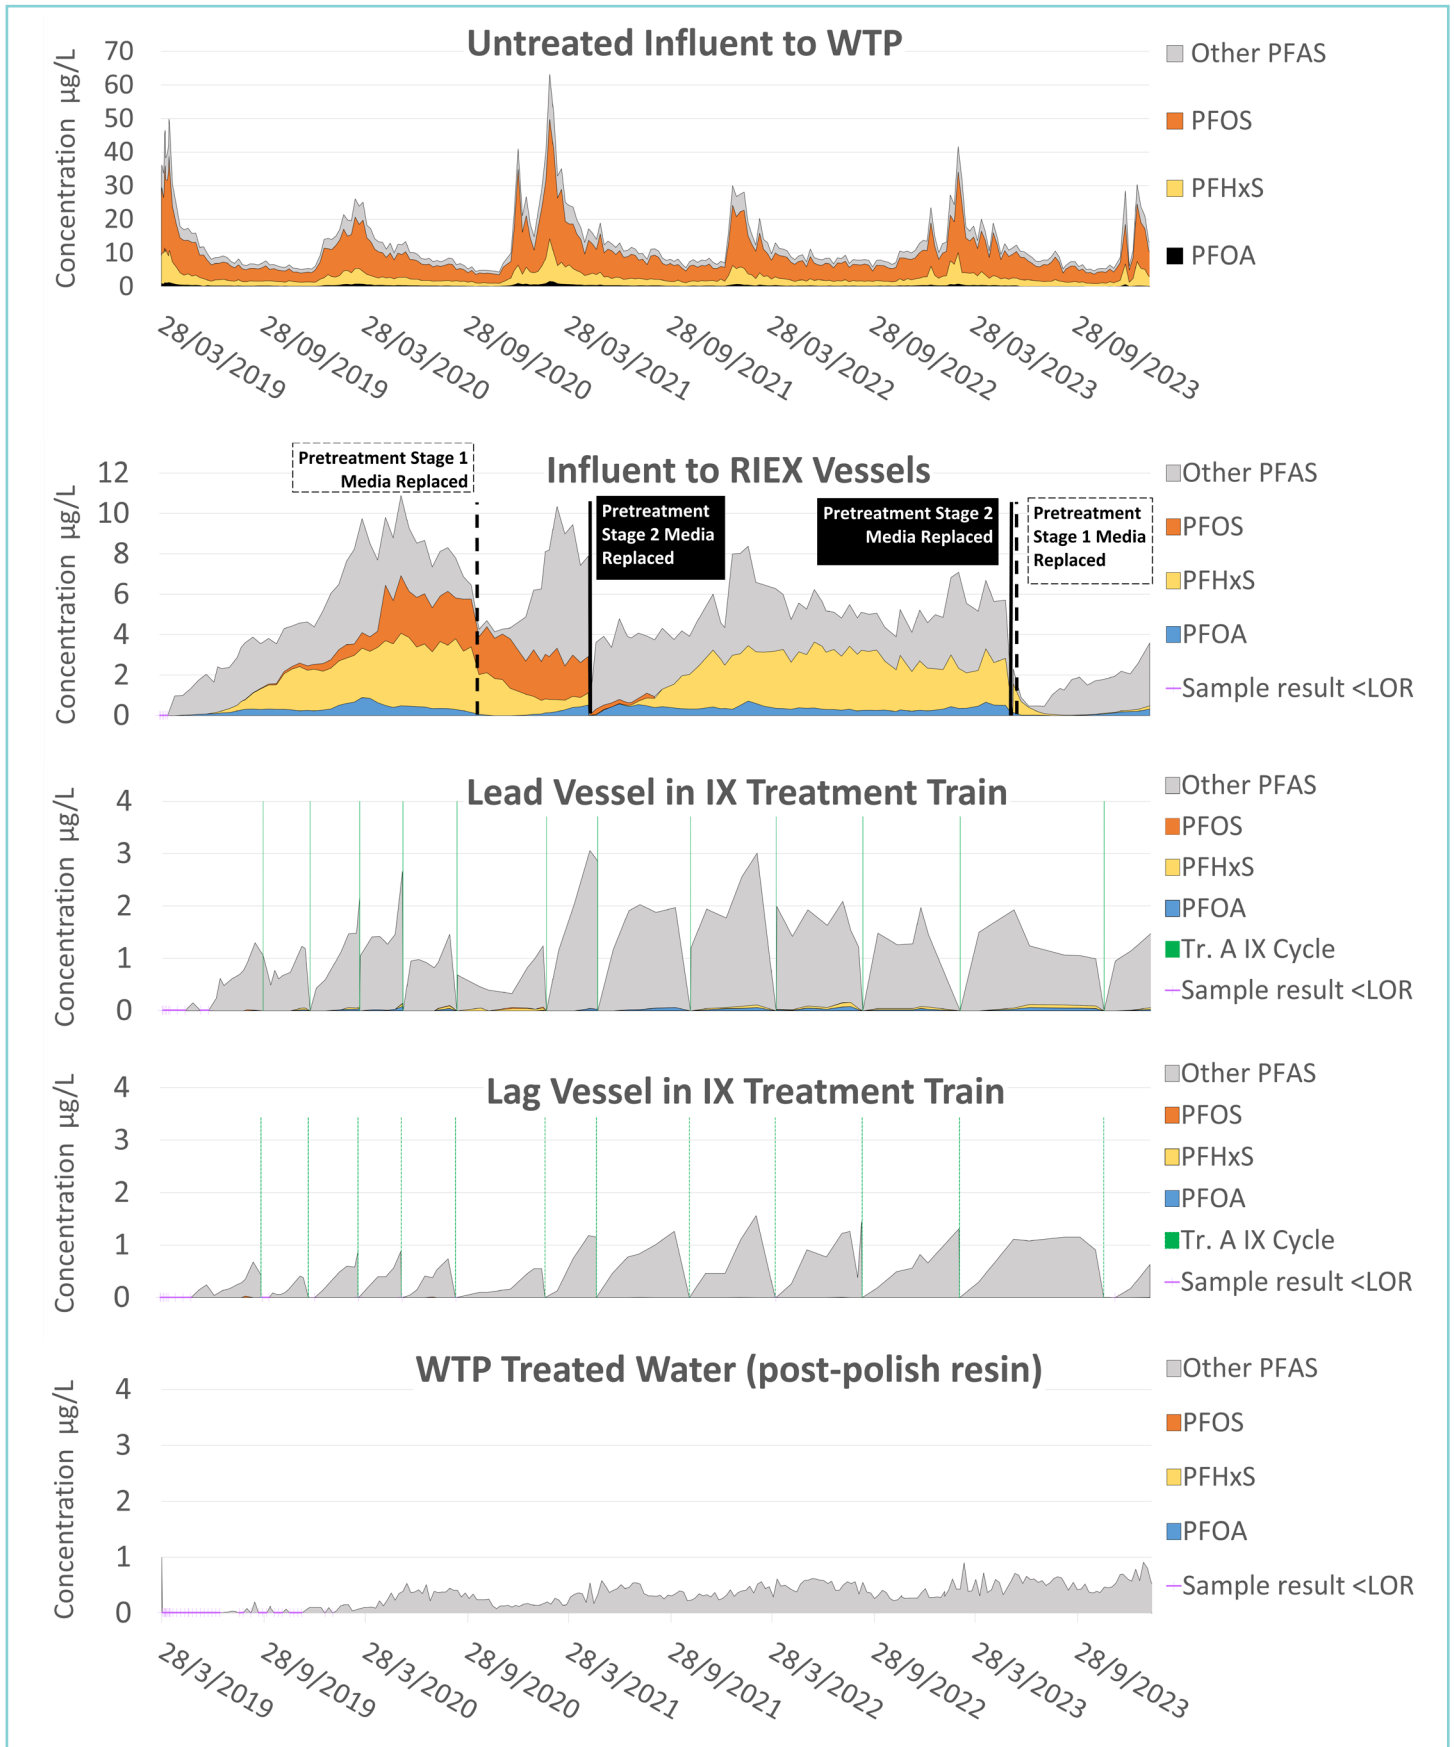 Untreated Influent to WTP
Concentration µg/L
70
60
50
40
30
20
10
0
28/03/2019
28/09/2019
28/03/2020
28/09/2020
28/03/2021
28/09/2021
28/03/2022
28/09/2022
28/03/2023
28/09/2023
Other PFAS
PFOS
PFHxS
PFOA
Influent to RIEX Vessels
Concentration µg/L
12
10
8
6
4
2
0
Pretreatment Stage 1
Media Replaced
Pretreatment
Stage 2 Media
Replaced
Pretreatment Stage 2
Media Replaced
Pretreatment
Stage 1 Media
Replaced
Other PFAS
PFOS
PFHxS
PFOA
Sample result <LOR
Lead Vessel in IX Treatment Train
Concentration µg/L
4
3
2
1
0
Other PFAS
PFOS
PFHxS
PFOA
Tr. A IX Cycle
Sample result <LOR
Lag Vessel in IX Treatment Train
Concentration µg/L
4
3
2
1
0
Other PFAS
PFOS
PFHxS
PFOA
Tr. A IX Cycle
Sample result <LOR
WTP Treated Water (post-polish resin)
Concentration µg/L
4
3
2
1
0
28/3/2019
28/9/2019
28/3/2020
28/9/2020
28/3/2021
28/9/2021
28/3/2022
28/9/2022
28/3/2023
28/9/2023
Other PFAS
PFOS
PFHxS
PFOA
Sample result <LOR